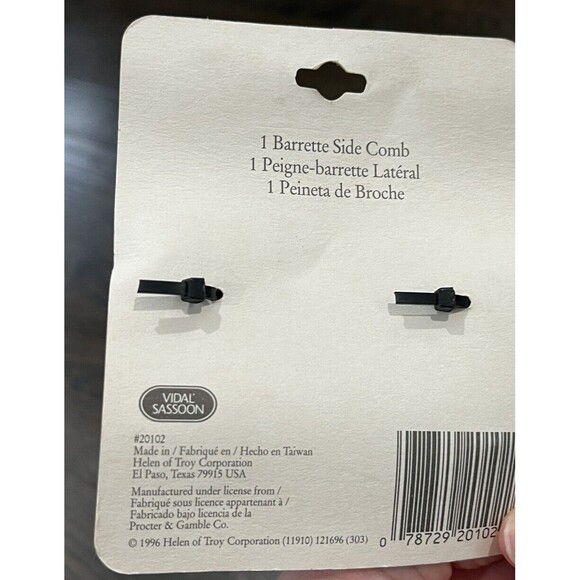 1 Barrette Side Comb
1 Peigne-barrette Latéral
1 Peineta de Broche
VIDAL
SASSOON
#20102
Made in / Fabriqué en / Hecho en Taiwan
Helen of Troy Corporation
El Paso, Texas 79915 USA
Manufactured under license from /
Fabriqué sous licence appartenant à /
Fabricado bajo licencia de la
Procter & Gamble Co.
© 1996 Helen of Troy Corporation (11910) 121696 (303)
0 78729 20102